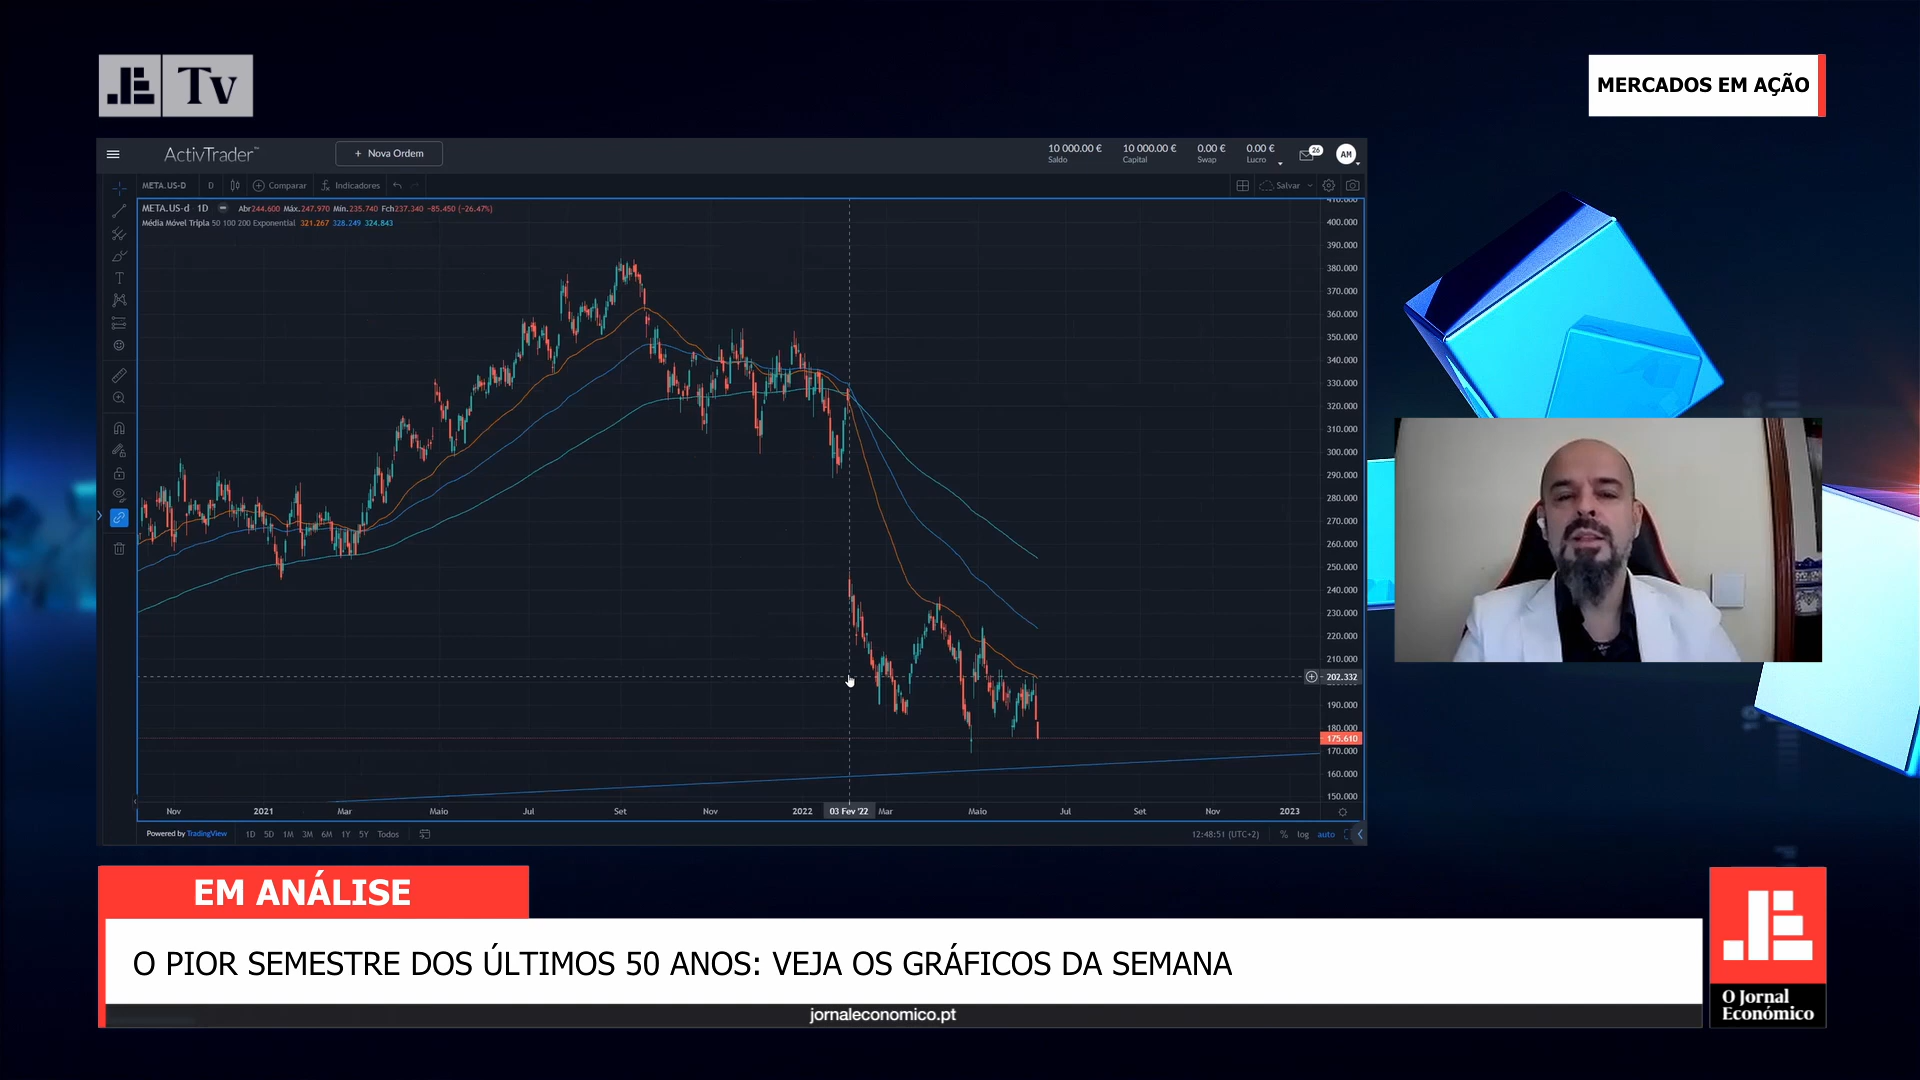 JE Tv
MERCADOS EM AÇÃO
ActivTrader™
+ Nova Ordem
10 000.00 € 10 000.00 € 0.00 € 0.00 €
Saldo Capital Swap Lucro
26
AM
META.US-D D Comparar Indicadores Salvar
META.US-d 1D Abr244.600 Máx.247.970 Mín.235.740 Fch237.340 −85.450 (−26.47%)
Média Móvel Tripla 50 100 200 Exponential 321.267 328.249 324.843
410.000
400.000
390.000
380.000
370.000
360.000
350.000
340.000
330.000
320.000
310.000
300.000
290.000
280.000
270.000
260.000
250.000
240.000
230.000
220.000
210.000
202.332
190.000
180.000
175.610
170.000
160.000
150.000
Nov 2021 Mar Maio Jul Set Nov 2022 03 Fev '22 Mar Maio Jul Set Nov 2023
Powered by TradingView 1D 5D 1M 3M 6M 1Y 5Y Todos 12:48:51 (UTC+2) % log auto
EM ANÁLISE
O PIOR SEMESTRE DOS ÚLTIMOS 50 ANOS: VEJA OS GRÁFICOS DA SEMANA
jornaleconomico.pt
JE
O Jornal
Económico